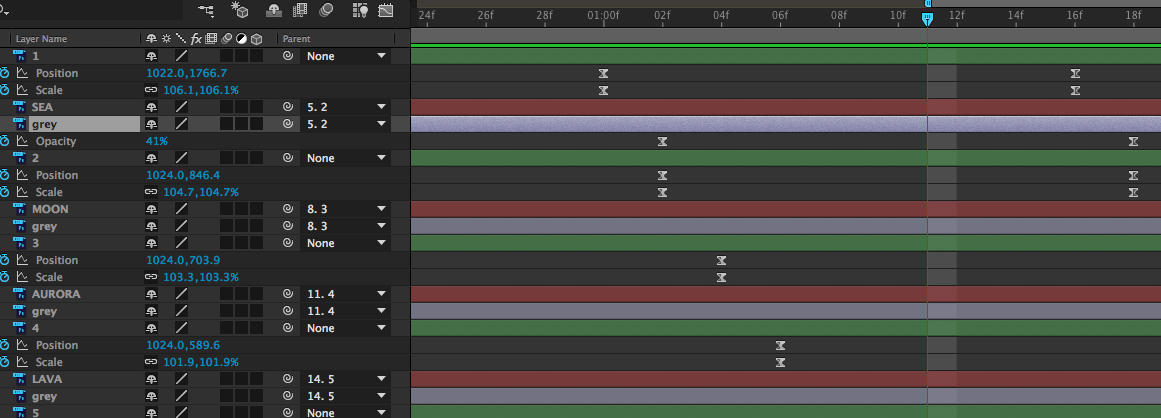 24f 26f 01:00f 02f 04f 06f 08f 10f 12f 14f 16f 18f
Layer Name fx Parent
1 None
Position 1022.0,1766.7
Scale 106.1,106.1%
SEA 5. 2
grey 5. 2
Opacity 41%
2 None
Position 1024.0,846.4
Scale 104.7,104.7%
MOON 8. 3
grey 8. 3
3 None
Position 1024.0,703.9
Scale 103.3,103.3%
AURORA 11. 4
grey 11. 4
4 None
Position 1024.0,589.6
Scale 101.9,101.9%
LAVA 14. 5
grey 14. 5
5 None